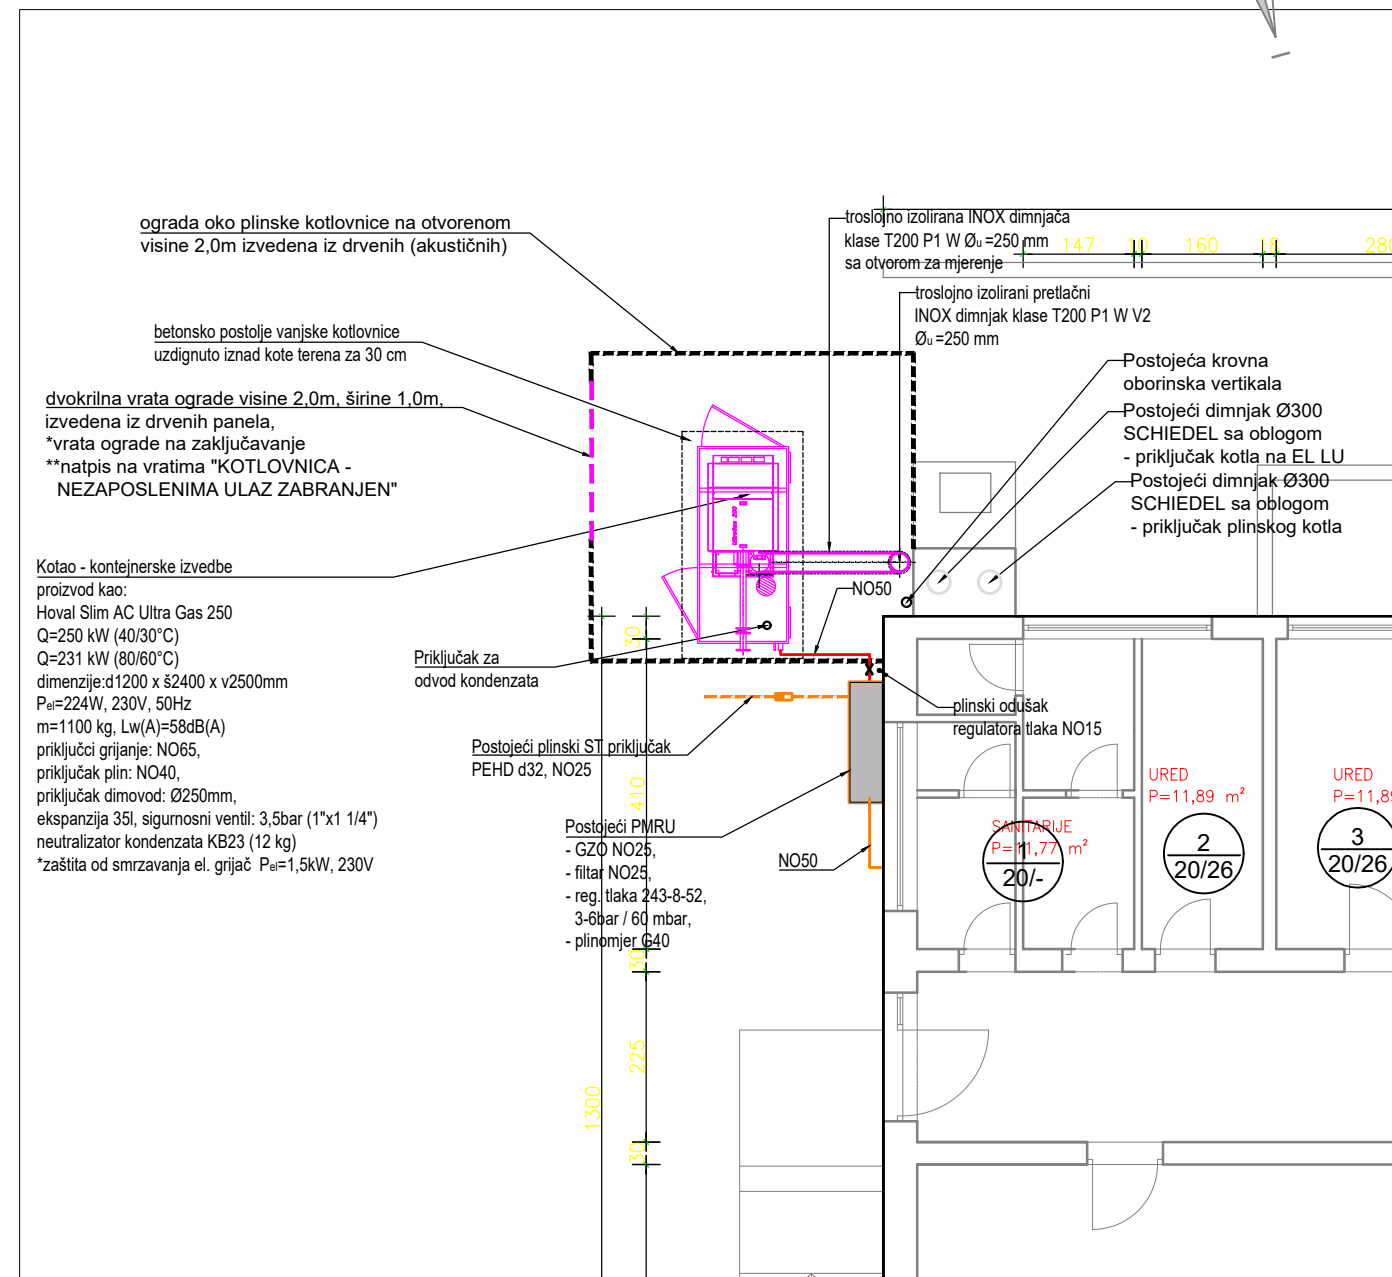 ograda oko plinske kotlovnice na otvorenom
visine 2,0m izvedena iz drvenih (akustičnih)
betonsko postolje vanjske kotlovnice
uzdignuto iznad kote terena za 30 cm
dvokrilna vrata ograde visine 2,0m, širine 1,0m,
izvedena iz drvenih panela,
*vrata ograde na zaključavanje
**natpis na vratima "KOTLOVNICA -
NEZAPOSLENIMA ULAZ ZABRANJEN"
Kotao - kontejnerske izvedbe
proizvod kao:
Hoval Slim AC Ultra Gas 250
Q=250 kW (40/30°C)
Q=231 kW (80/60°C)
dimenzije:d1200 x š2400 x v2500mm
Pel=224W, 230V, 50Hz
m=1100 kg, Lw(A)=58dB(A)
priključci grijanje: NO65,
priključak plin: NO40,
priključak dimovod: Ø250mm,
ekspanzija 35l, sigurnosni ventil: 3,5bar (1"x1 1/4")
neutralizator kondenzata KB23 (12 kg)
*zaštita od smrzavanja el. grijač Pel=1,5kW, 230V
troslojno izolirana INOX dimnjača
klase T200 P1 W Øu =250 mm
sa otvorom za mjerenje
troslojno izolirani pretlačni
INOX dimnjak klase T200 P1 W V2
Øu =250 mm
147
10
160
18
280
Postojeća krovna
oborinska vertikala
Postojeći dimnjak Ø300
SCHIEDEL sa oblogom
- priključak kotla na EL LU
Postojeći dimnjak Ø300
SCHIEDEL sa oblogom
- priključak plinskog kotla
NO50
Priključak za
odvod kondenzata
plinski odušak
regulatora tlaka NO15
Postojeći plinski ST priključak
PEHD d32, NO25
Postojeći PMRU
- GZO NO25,
- filtar NO25,
- reg. tlaka 243-8-52,
3-6bar / 60 mbar,
- plinomjer G40
NO50
30
410
30
225
1300
30
SANITARIJE
P=11,77 m²
1
20/-
URED
P=11,89 m²
2
20/26
URED
P=11,89
3
20/26